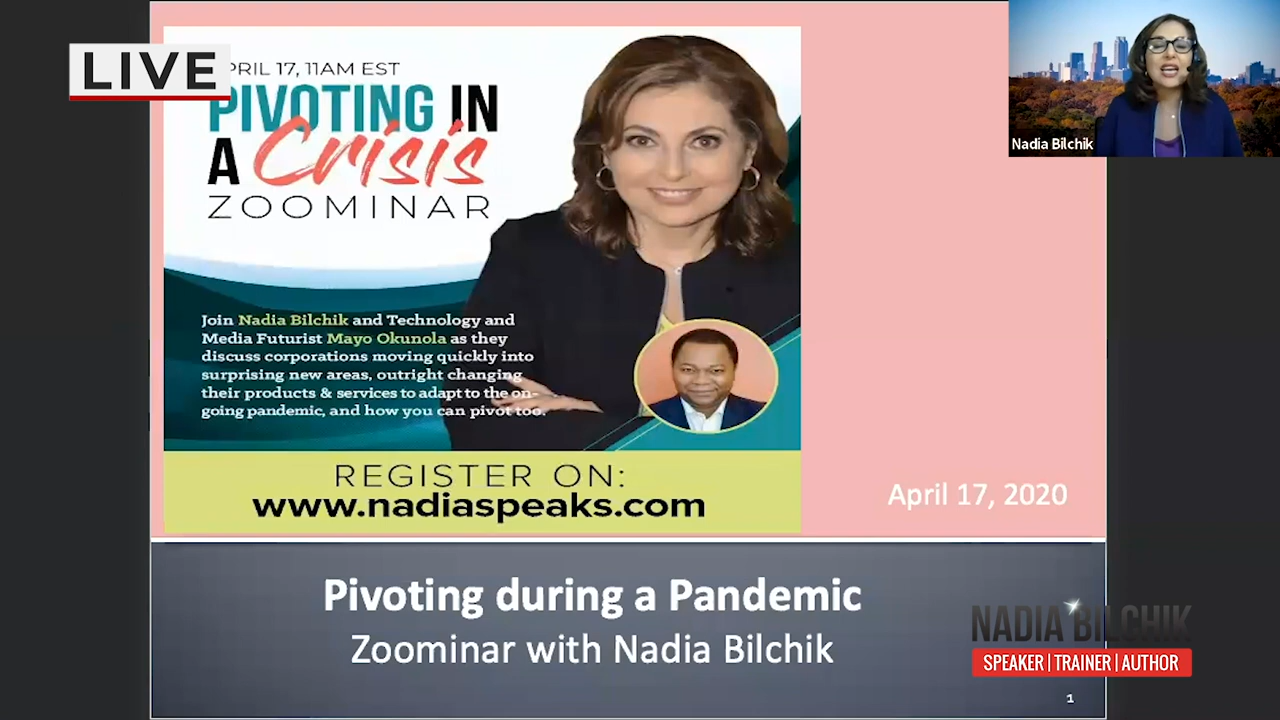 LIVE
PRIL 17, 11AM EST
PIVOTING IN
A Crisis
ZOOMINAR
Nadia Bilchik
Join Nadia Bilchik and Technology and
Media Futurist Mayo Okunola as they
discuss corporations moving quickly into
surprising new areas, outright changing
their products & services to adapt to the on-
going pandemic, and how you can pivot too.
REGISTER ON:
www.nadiaspeaks.com
April 17, 2020
Pivoting during a Pandemic
Zoominar with Nadia Bilchik
NADIA BILCHIK
SPEAKER | TRAINER | AUTHOR
1